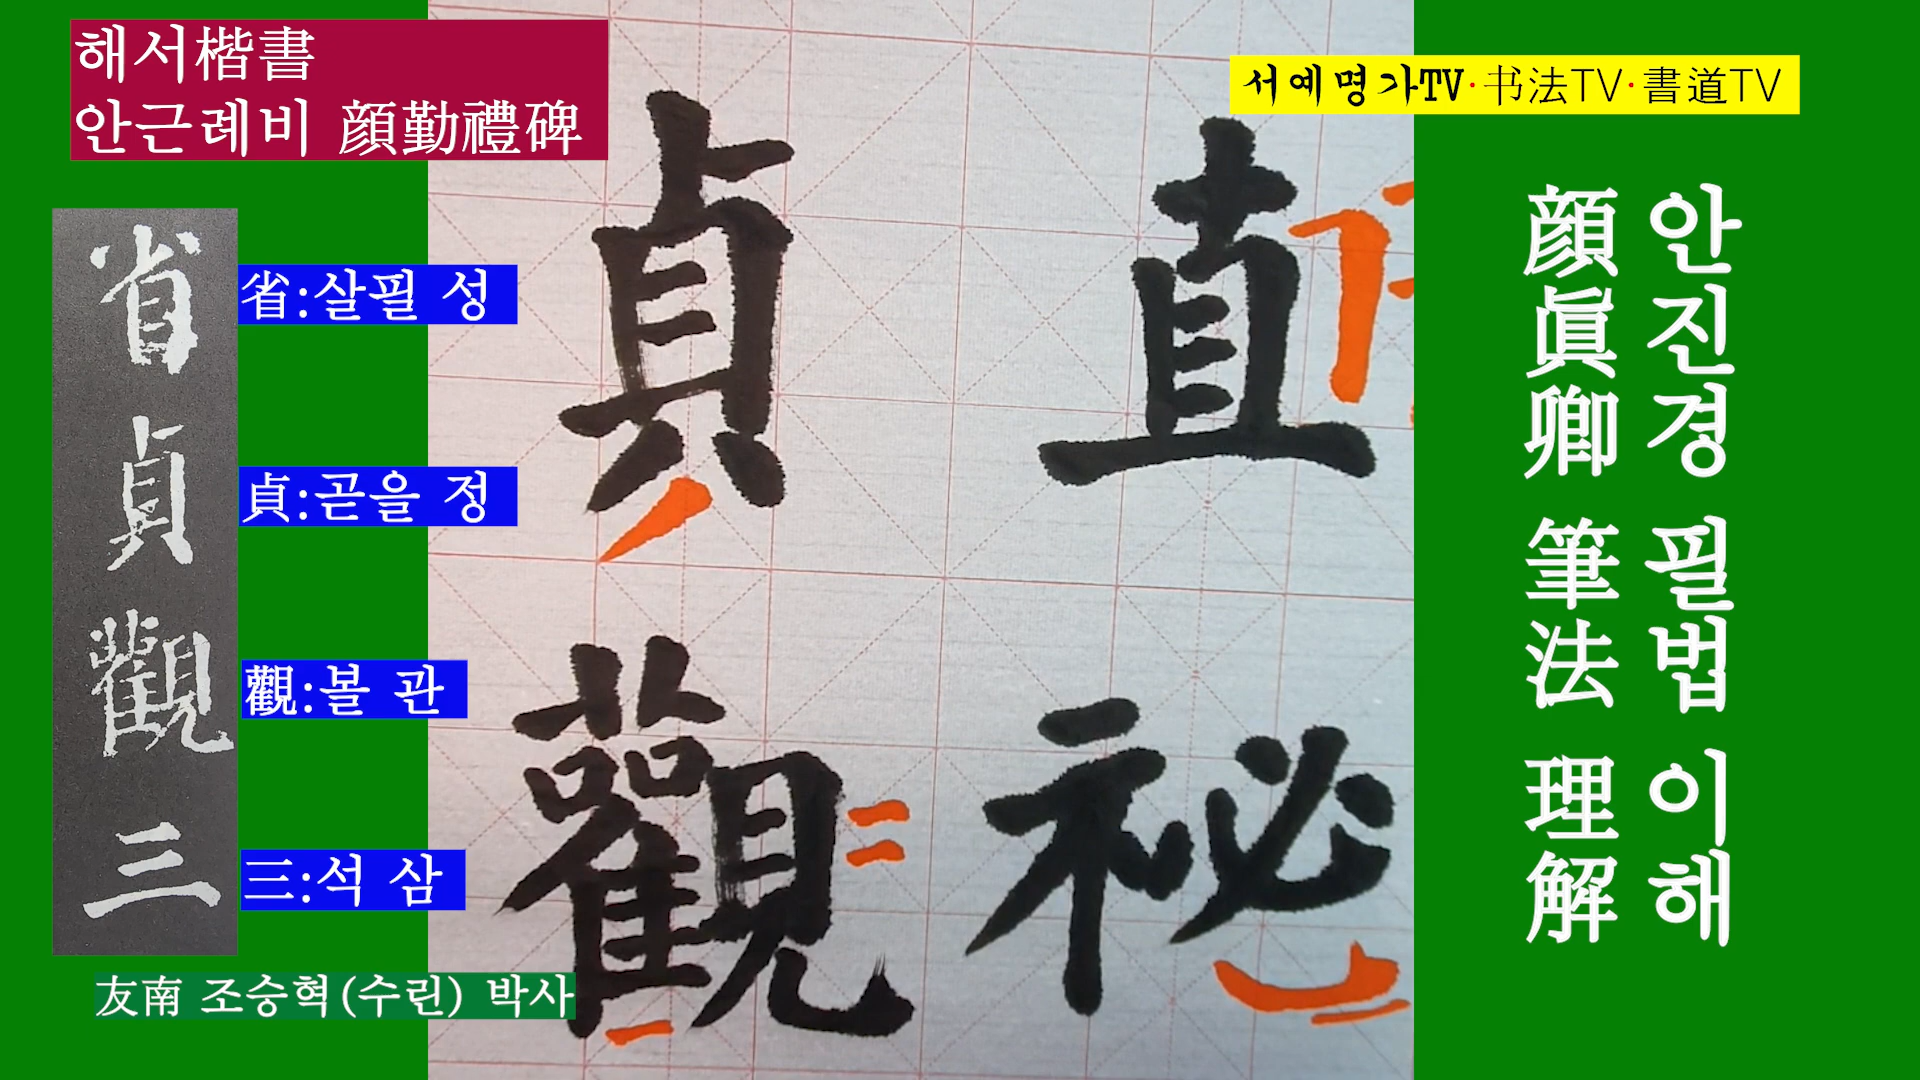 해서楷書
안근례비 顔勤禮碑
서예명가TV·书法TV·書道TV
省
貞
觀
三
省:살필 성
貞:곧을 정
觀:볼 관
三:석 삼
友南 조승혁(수린) 박사
直
祕
貞
觀
안진경 필법 이해
顔眞卿 筆法 理解